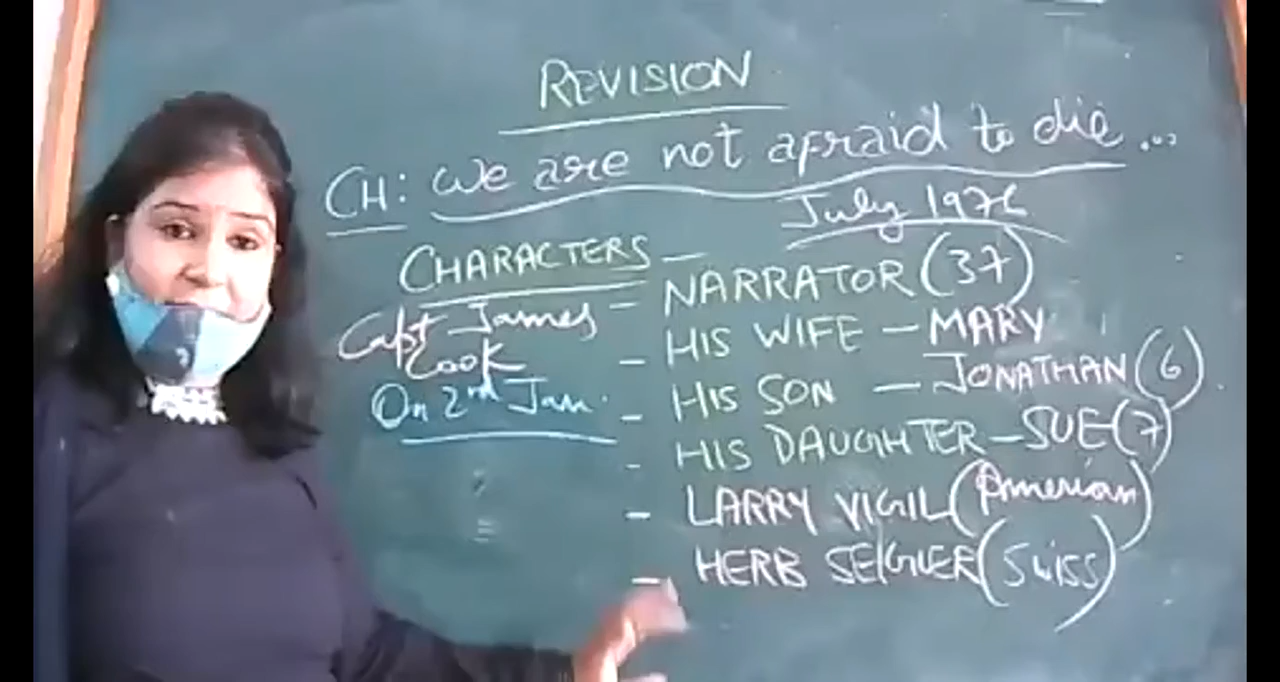 REVISION
CH: We are not afraid to die...
July 1976
CHARACTERS -
- NARRATOR (37)
Capt James Cook
- HIS WIFE - MARY
On 2nd Jan.
- HIS SON - JONATHAN (6)
- HIS DAUGHTER - SUE (7)
- LARRY VIGIL (American)
- HERB SEIGLER (Swiss)